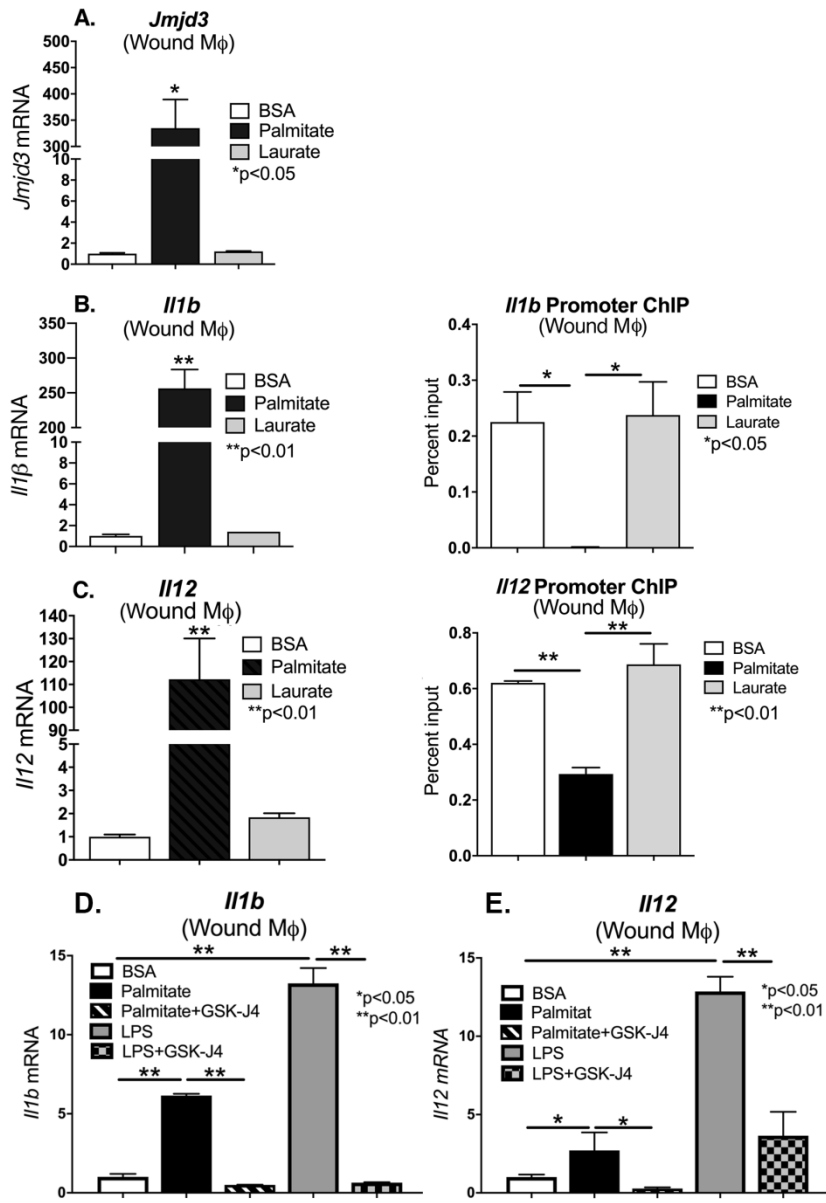 A.
Jmjd3
(Wound Mϕ)
Jmjd3 mRNA
500
450
400
350
300
10
8
6
4
2
0
*
BSA
Palmitate
Laurate
*p<0.05
B.
Il1b
(Wound Mϕ)
Il1β mRNA
350
300
250
200
10
8
6
4
2
0
**
BSA
Palmitate
Laurate
**p<0.01
Il1b Promoter ChIP
(Wound Mϕ)
Percent input
0.4
0.3
0.2
0.1
0.0
*
*
BSA
Palmitate
Laurate
*p<0.05
C.
Il12
(Wound Mϕ)
Il12 mRNA
140
130
120
110
100
90
5
4
3
2
1
0
**
BSA
Palmitate
Laurate
**p<0.01
Il12 Promoter ChIP
(Wound Mϕ)
Percent input
0.8
0.6
0.4
0.2
0.0
**
**
BSA
Palmitate
Laurate
**p<0.01
D.
Il1b
(Wound Mϕ)
Il1b mRNA
15
10
5
0
BSA
Palmitate
Palmitate+GSK-J4
LPS
LPS+GSK-J4
**
**
**
**
*p<0.05
**p<0.01
E.
Il12
(Wound Mϕ)
Il12 mRNA
15
10
5
0
BSA
Palmitat
Palmitate+GSK-J4
LPS
LPS+GSK-J4
**
**
*
*
*p<0.05
**p<0.01